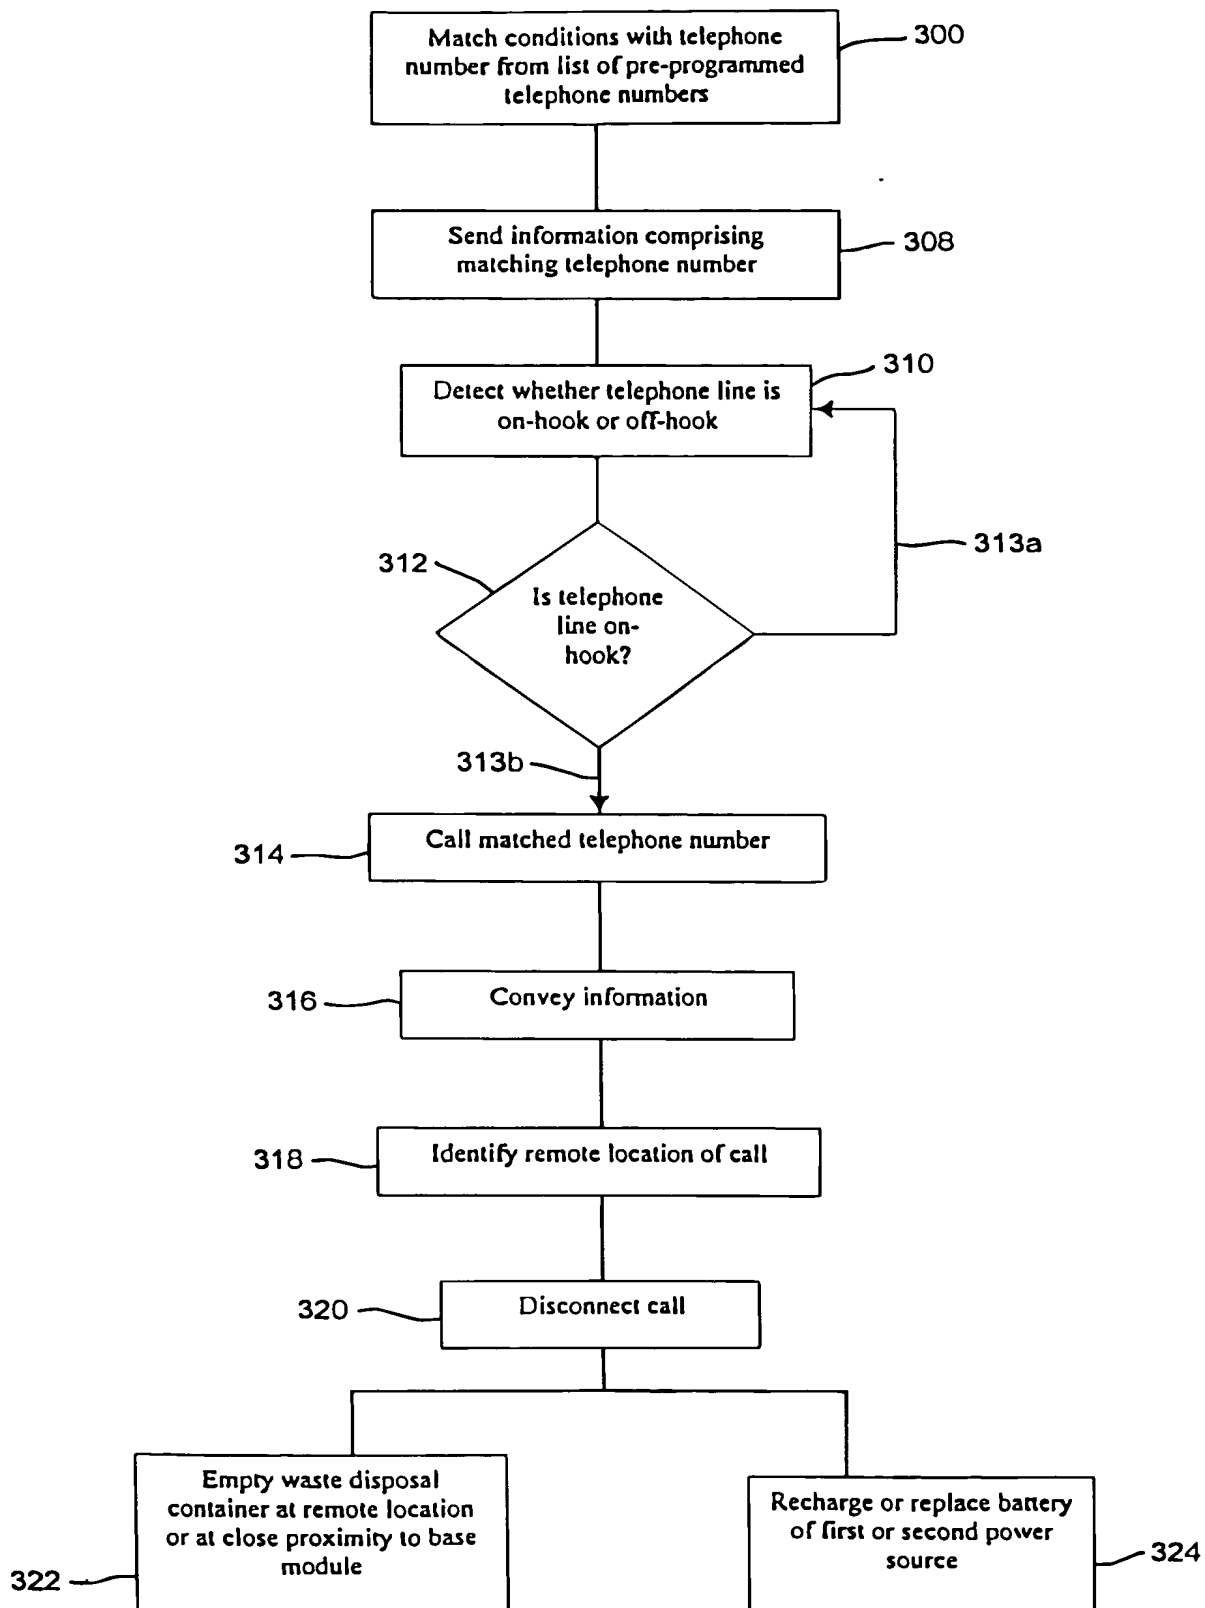 Match conditions with telephone
number from list of pre-programmed
telephone numbers
300
Send information comprising
matching telephone number
308
310
Detect whether telephone line is
on-hook or off-hook
313a
312
Is telephone
line on-
hook?
313b
Call matched telephone number
314
Convey information
316
Identify remote location of call
318
Disconnect call
320
Empty waste disposal
container at remote location
or at close proximity to base
module
322
Recharge or replace battery
of first or second power
source
324